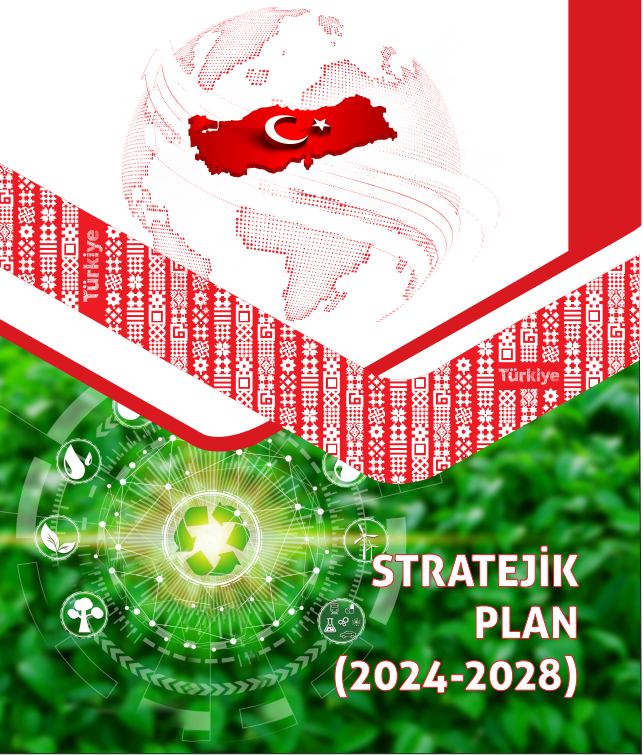 Türkiye
Türkiye
STRATEJİK
PLAN
(2024-2028)